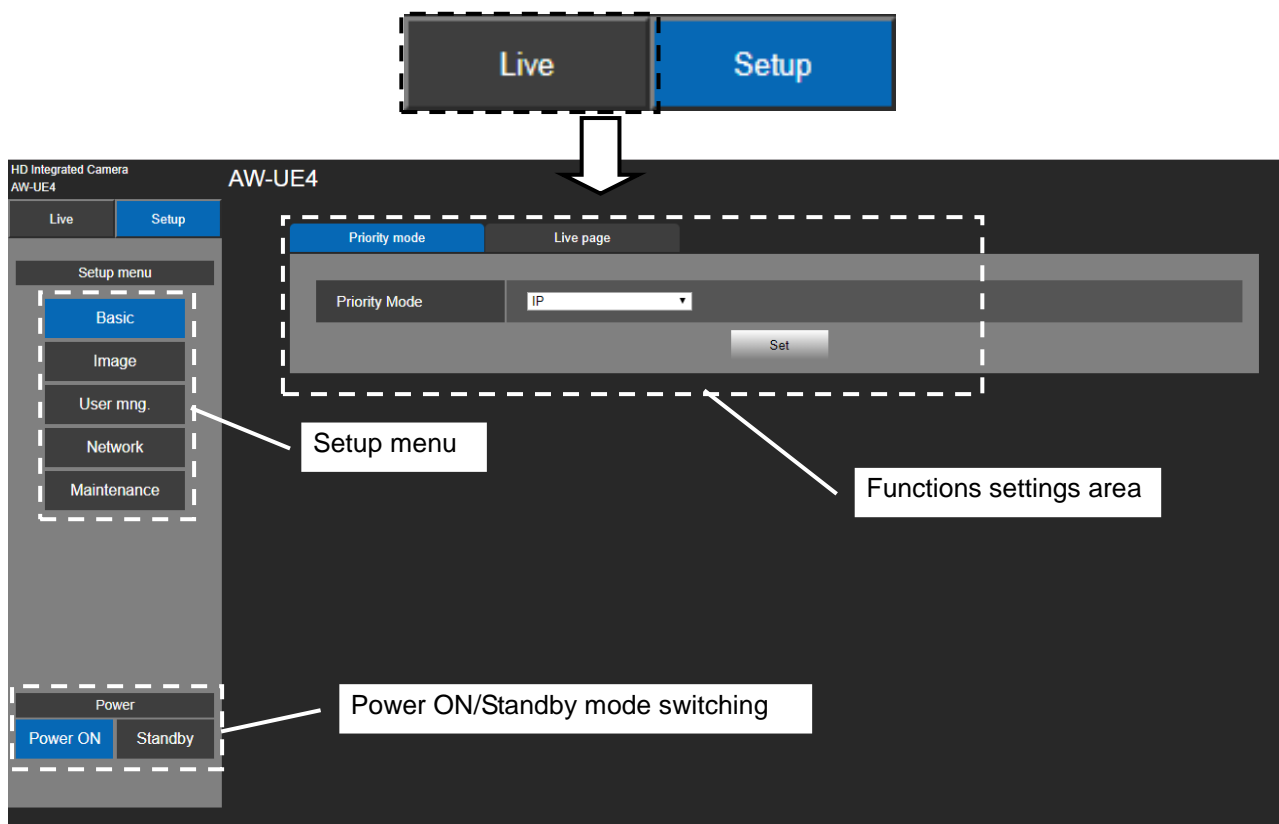 Live
Setup
HD Integrated Camera
AW-UE4
AW-UE4
Live
Setup
Priority mode
Live page
Setup menu
Priority Mode
IP
Basic
Set
Image
User mng.
Setup menu
Network
Functions settings area
Maintenance
Power
Power ON/Standby mode switching
Power ON
Standby